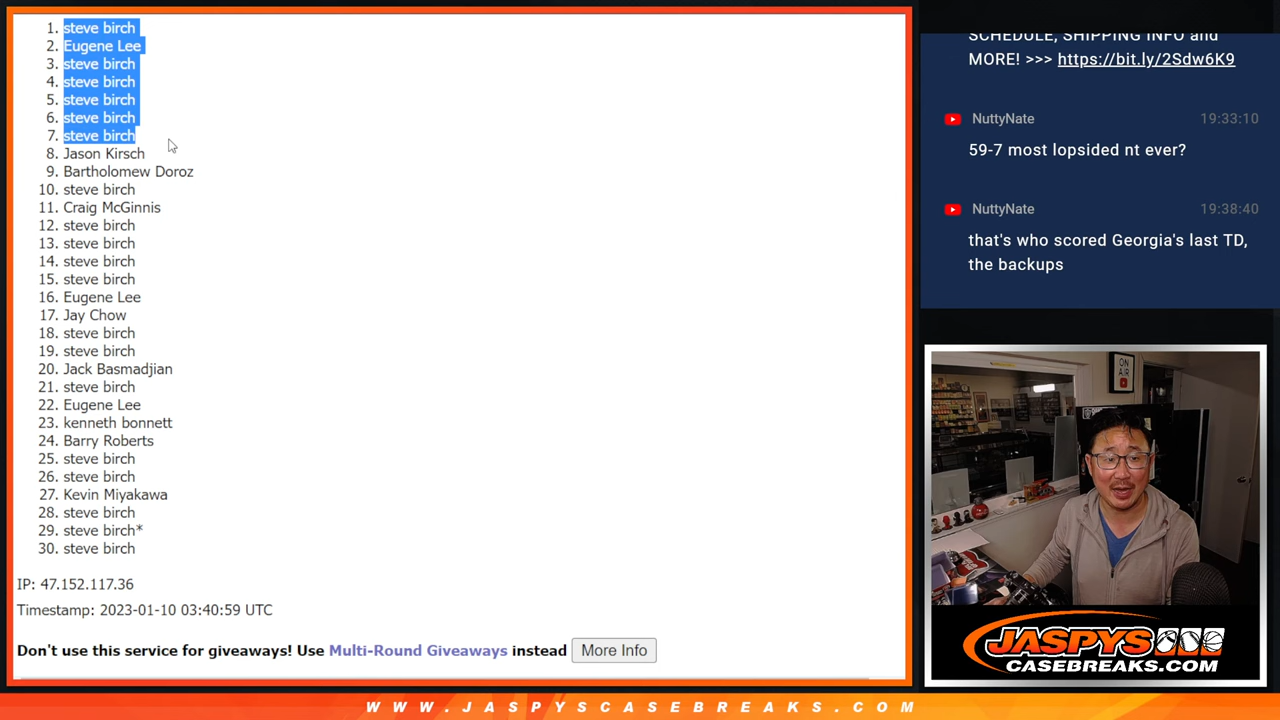 1. steve birch
2. Eugene Lee
3. steve birch
4. steve birch
5. steve birch
6. steve birch
7. steve birch
8. Jason Kirsch
9. Bartholomew Doroz
10. steve birch
11. Craig McGinnis
12. steve birch
13. steve birch
14. steve birch
15. steve birch
16. Eugene Lee
17. Jay Chow
18. steve birch
19. steve birch
20. Jack Basmadjian
21. steve birch
22. Eugene Lee
23. kenneth bonnett
24. Barry Roberts
25. steve birch
26. steve birch
27. Kevin Miyakawa
28. steve birch
29. steve birch*
30. steve birch
IP: 47.152.117.36
Timestamp: 2023-01-10 03:40:59 UTC
Don't use this service for giveaways! Use Multi-Round Giveaways instead More Info
SCHEDULE, SHIPPING INFO and
MORE! >>> https://bit.ly/2Sdw6K9
NuttyNate 19:33:10
59-7 most lopsided nt ever?
NuttyNate 19:38:40
that's who scored Georgia's last TD,
the backups
ON
AIR
JASPYS
CASEBREAKS.COM
WWW.JASPYSCASEBREAKS.COM